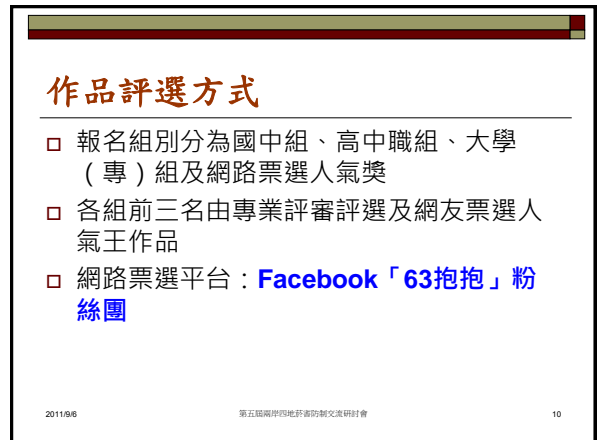 作品評選方式
報名組別分為國中組、高中職組、大學
（專）組及網路票選人氣獎
各組前三名由專業評審評選及網友票選人
氣王作品
網路票選平台：Facebook「63抱抱」粉
絲團
2011/9/6
第五屆兩岸四地菸害防制交流研討會
10